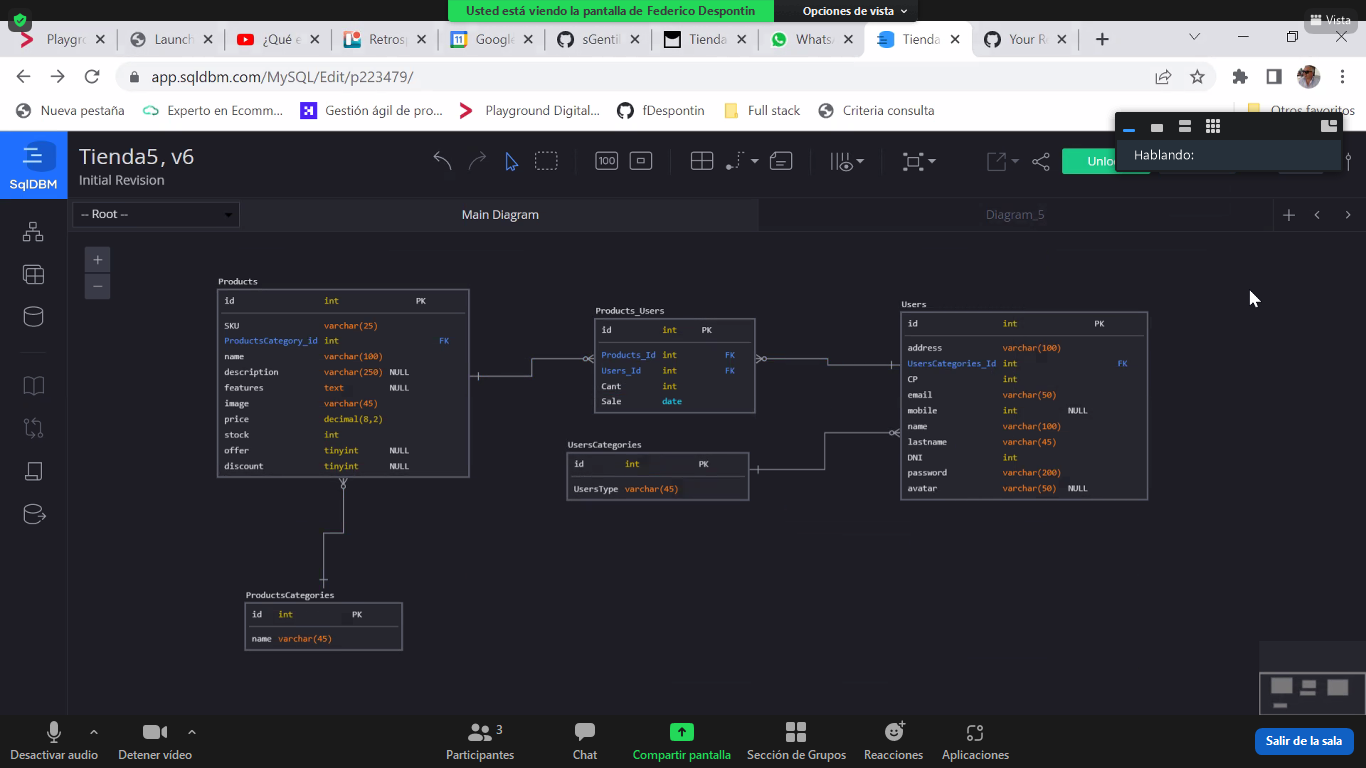 Usted está viendo la pantalla de Federico Despontin
Opciones de vista
Vista
Playgr
Launch
¿Qué e
Retros
Google
sGenti
Tienda
Whats
Tienda
Your R
app.sqldbm.com/MySQL/Edit/p223479/
Nueva pestaña
Experto en Ecomm...
Gestión ágil de pro...
Playground Digital...
fDespontin
Full stack
Criteria consulta
Otros favoritos
Hablando:
SqlDBM
Tienda5, v6
Initial Revision
100
Unlo
-- Root --
Main Diagram
Diagram_5
Products
id int PK
SKU varchar(25)
ProductsCategory_id int FK
name varchar(100)
description varchar(250) NULL
features text NULL
image varchar(45)
price decimal(8,2)
stock int
offer tinyint NULL
discount tinyint NULL
Products_Users
id int PK
Products_Id int FK
Users_Id int FK
Cant int
Sale date
Users
id int PK
address varchar(100)
UsersCategories_Id int FK
CP int
email varchar(50)
mobile int NULL
name varchar(100)
lastname varchar(45)
DNI int
password varchar(200)
avatar varchar(50) NULL
UsersCategories
id int PK
UsersType varchar(45)
ProductsCategories
id int PK
name varchar(45)
Desactivar audio
Detener vídeo
3
Participantes
Chat
Compartir pantalla
Sección de Grupos
Reacciones
Aplicaciones
Salir de la sala